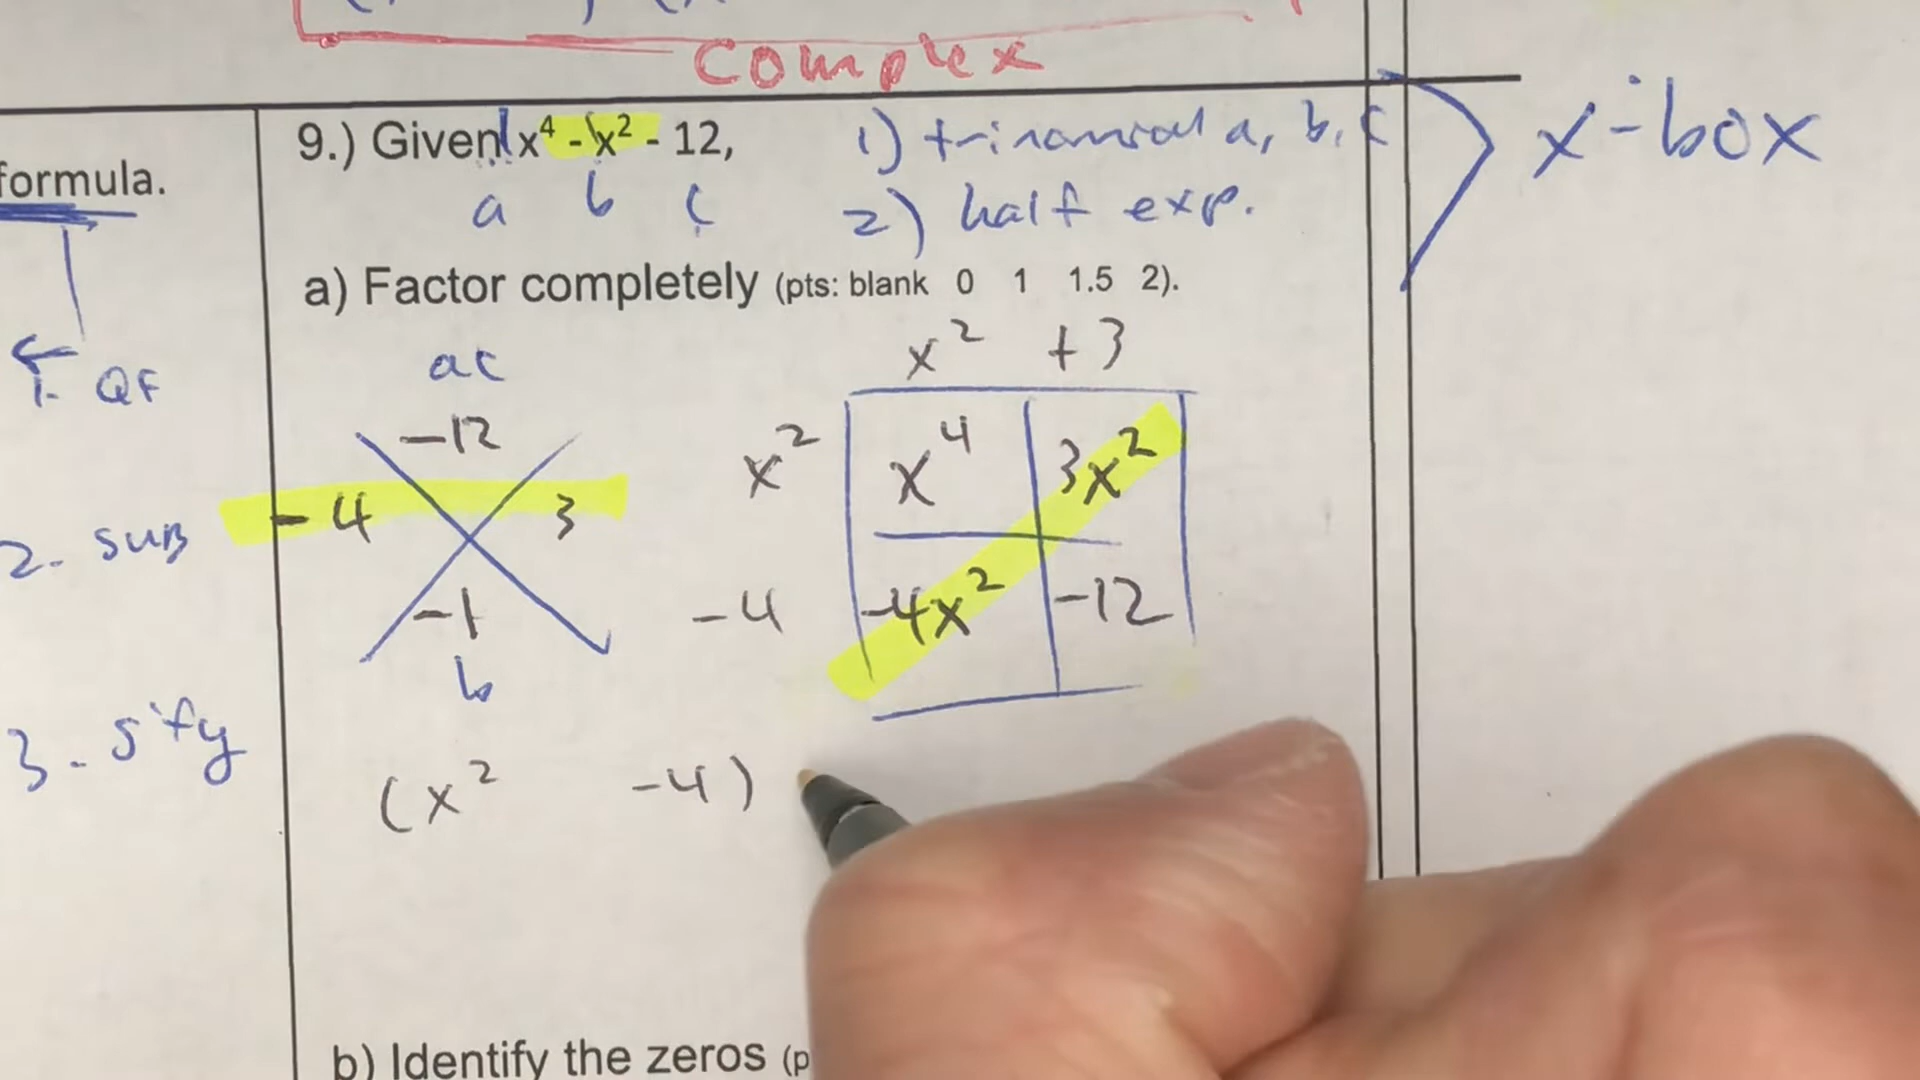 complex
formula.
1. QF
2. sub
3. s'fy
9.) Given 1x⁴ - 1x² - 12,
a b c
1) trinomial a, b, c
2) half exp.
x-box
a) Factor completely (pts: blank 0 1 1.5 2).
ac
-12
-4 3
-1
b
x² +3
x² x⁴ 3x²
-4 -4x² -12
(x² -4)
b) Identify the zeros (p